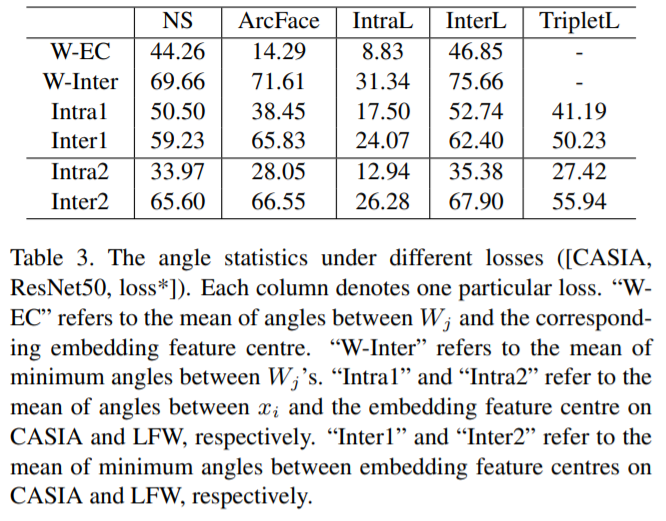 NS ArcFace IntraL InterL TripletL
W-EC 44.26 14.29 8.83 46.85 -
W-Inter 69.66 71.61 31.34 75.66 -
Intra1 50.50 38.45 17.50 52.74 41.19
Inter1 59.23 65.83 24.07 62.40 50.23
Intra2 33.97 28.05 12.94 35.38 27.42
Inter2 65.60 66.55 26.28 67.90 55.94
Table 3. The angle statistics under different losses ([CASIA,
ResNet50, loss*]). Each column denotes one particular loss. “W-
EC” refers to the mean of angles between Wj and the correspond-
ing embedding feature centre. “W-Inter” refers to the mean of
minimum angles between Wj’s. “Intra1” and “Intra2” refer to the
mean of angles between xi and the embedding feature centre on
CASIA and LFW, respectively. “Inter1” and “Inter2” refer to the
mean of minimum angles between embedding feature centres on
CASIA and LFW, respectively.